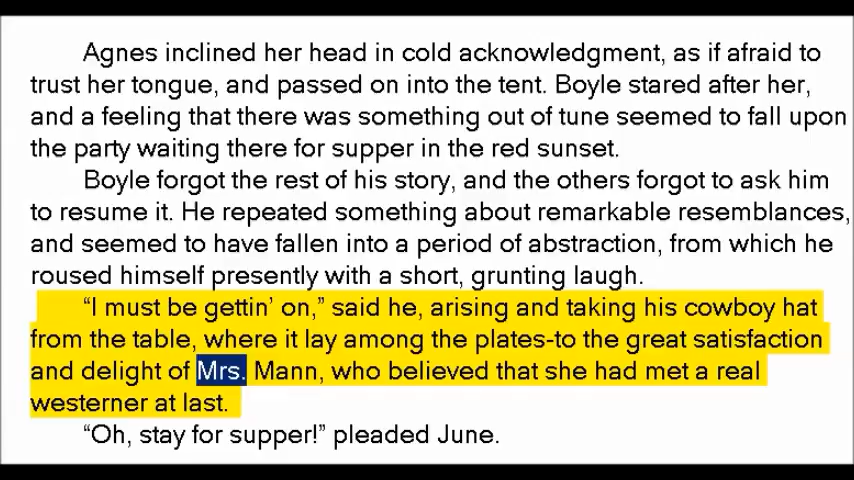 Agnes inclined her head in cold acknowledgment, as if afraid to
trust her tongue, and passed on into the tent. Boyle stared after her,
and a feeling that there was something out of tune seemed to fall upon
the party waiting there for supper in the red sunset.
Boyle forgot the rest of his story, and the others forgot to ask him
to resume it. He repeated something about remarkable resemblances,
and seemed to have fallen into a period of abstraction, from which he
roused himself presently with a short, grunting laugh.
“I must be gettin’ on,” said he, arising and taking his cowboy hat
from the table, where it lay among the plates-to the great satisfaction
and delight of Mrs. Mann, who believed that she had met a real
westerner at last.
“Oh, stay for supper!” pleaded June.